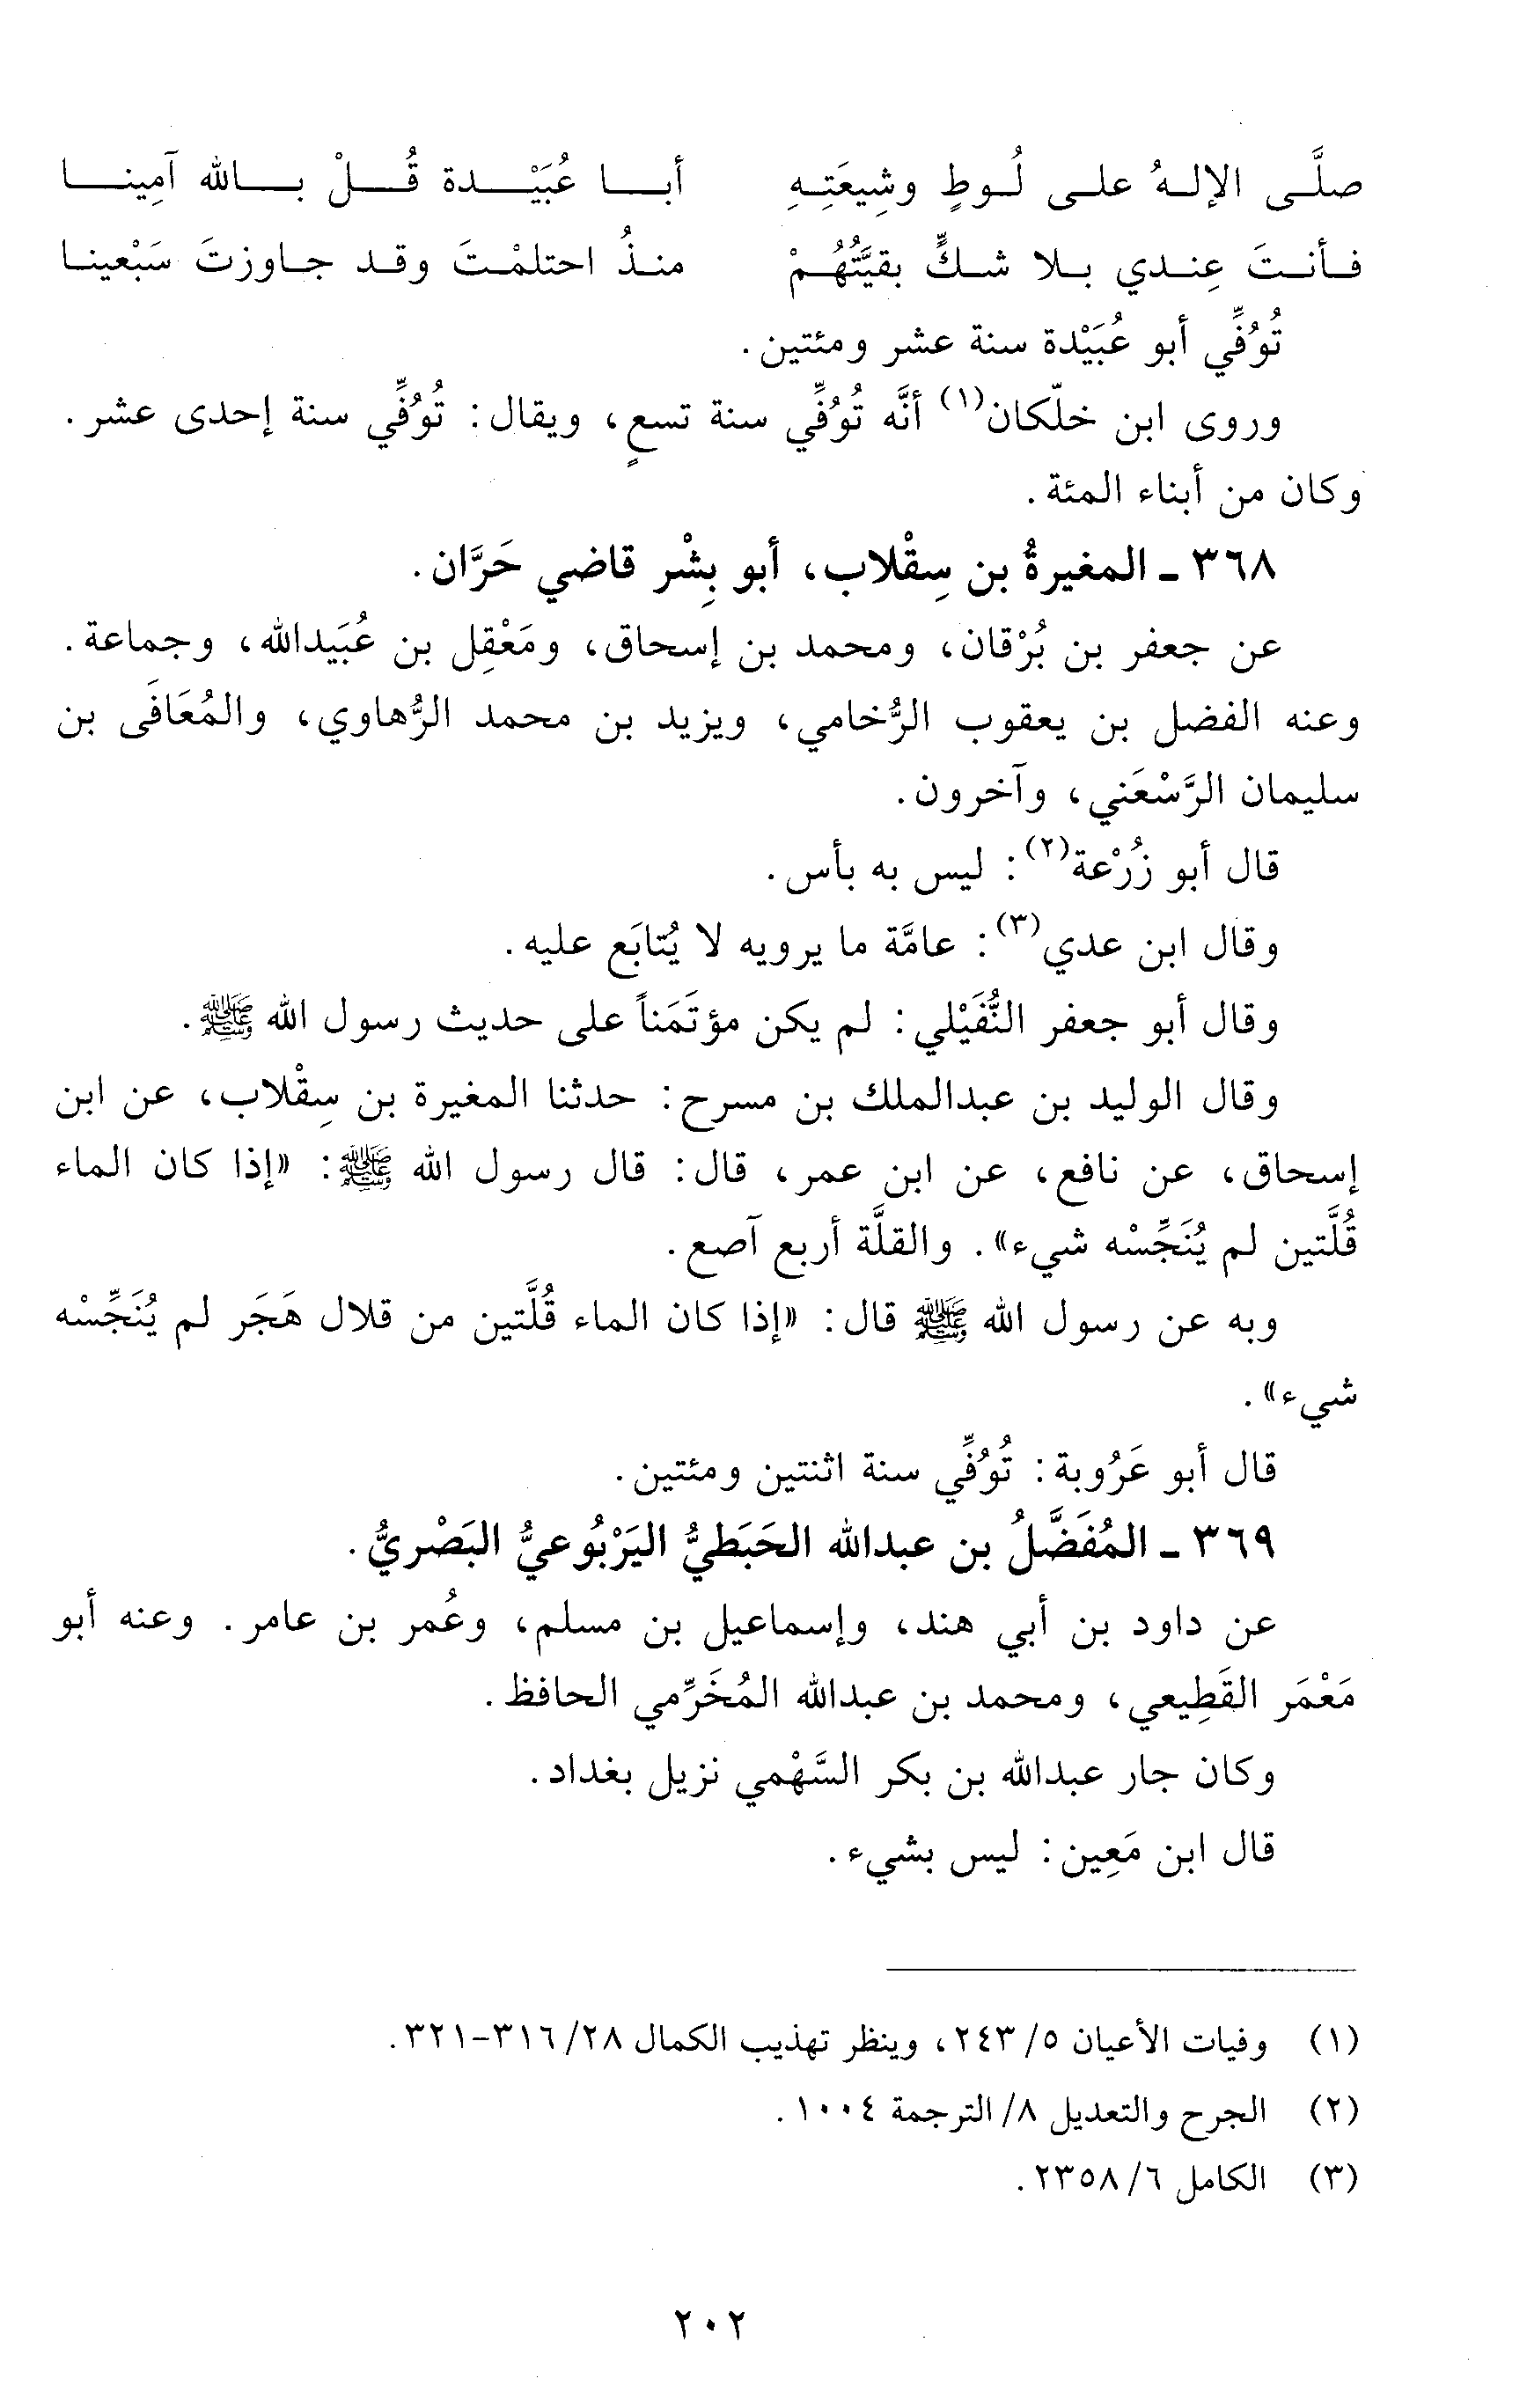 صلَّى الإلهُ على لُوطٍ وشِيعَتِهِ أبا عُبَيْدة قُلْ بالله آمِينا
فأنتَ عِندي بلا شكٍّ بقيَّتُهُمْ منذُ احتلمْتَ وقد جاوزتَ سَبْعينا
تُوُفِّي أبو عُبَيْدة سنة عشر ومئتين.
وروى ابن خلّكان(١) أنَّه تُوُفِّي سنة تسعٍ، ويقال: تُوُفِّي سنة إحدى عشر.
وكان من أبناء المئة.
٣٦٨ - المغيرةُ بن سِقْلاب، أبو بِشْر قاضي حَرَّان.
عن جعفر بن بُرْقان، ومحمد بن إسحاق، ومَعْقِل بن عُبَيدالله، وجماعة.
وعنه الفضل بن يعقوب الرُّخامي، ويزيد بن محمد الرُّهاوي، والمُعَافَى بن
سليمان الرَّسْعَني، وآخرون.
قال أبو زُرْعة(٢): ليس به بأس.
وقال ابن عدي(٣): عامَّة ما يرويه لا يُتابَع عليه.
وقال أبو جعفر النُّفَيْلي: لم يكن مؤتَمَناً على حديث رسول الله ﷺ.
وقال الوليد بن عبدالملك بن مسرح: حدثنا المغيرة بن سِقْلاب، عن ابن
إسحاق، عن نافع، عن ابن عمر، قال: قال رسول الله ﷺ: «إذا كان الماء
قُلَّتين لم يُنَجِّسْه شيء». والقلَّة أربع آصع.
وبه عن رسول الله ﷺ قال: «إذا كان الماء قُلَّتين من قلال هَجَر لم يُنَجِّسْه
شيء».
قال أبو عَرُوبة: تُوُفِّي سنة اثنتين ومئتين.
٣٦٩ - المُفَضَّلُ بن عبدالله الحَبَطيُّ اليَرْبُوعيُّ البَصْريُّ.
عن داود بن أبي هند، وإسماعيل بن مسلم، وعُمر بن عامر. وعنه أبو
مَعْمَر القَطِيعي، ومحمد بن عبدالله المُخَرِّمي الحافظ.
وكان جار عبدالله بن بكر السَّهْمي نزيل بغداد.
قال ابن مَعِين: ليس بشيء.
(١) وفيات الأعيان ٥/ ٢٤٣، وينظر تهذيب الكمال ٢٨/ ٣١٦-٣٢١.
(٢) الجرح والتعديل ٨/ الترجمة ١٠٠٤.
(٣) الكامل ٦/ ٢٣٥٨.
٢٠٢